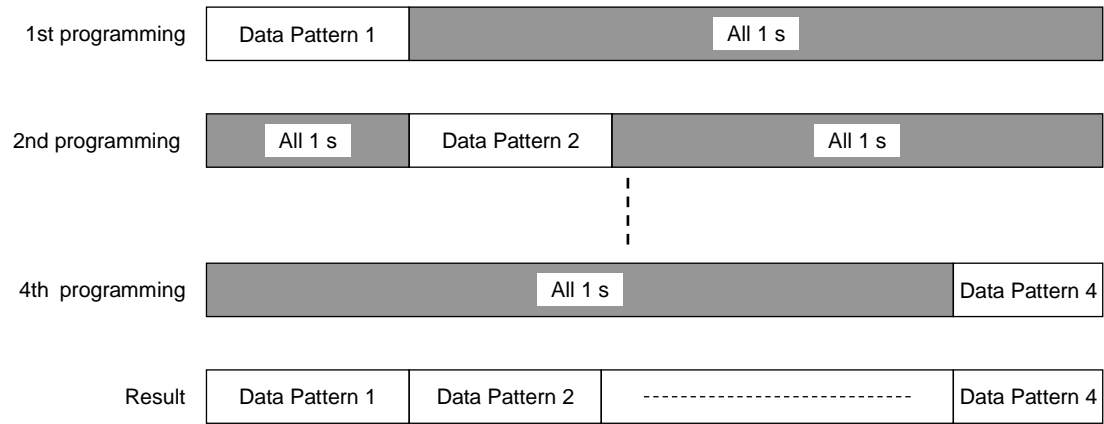 1st programming Data Pattern 1 All 1 s
2nd programming All 1 s Data Pattern 2 All 1 s
4th programming All 1 s Data Pattern 4
Result Data Pattern 1 Data Pattern 2 Data Pattern 4